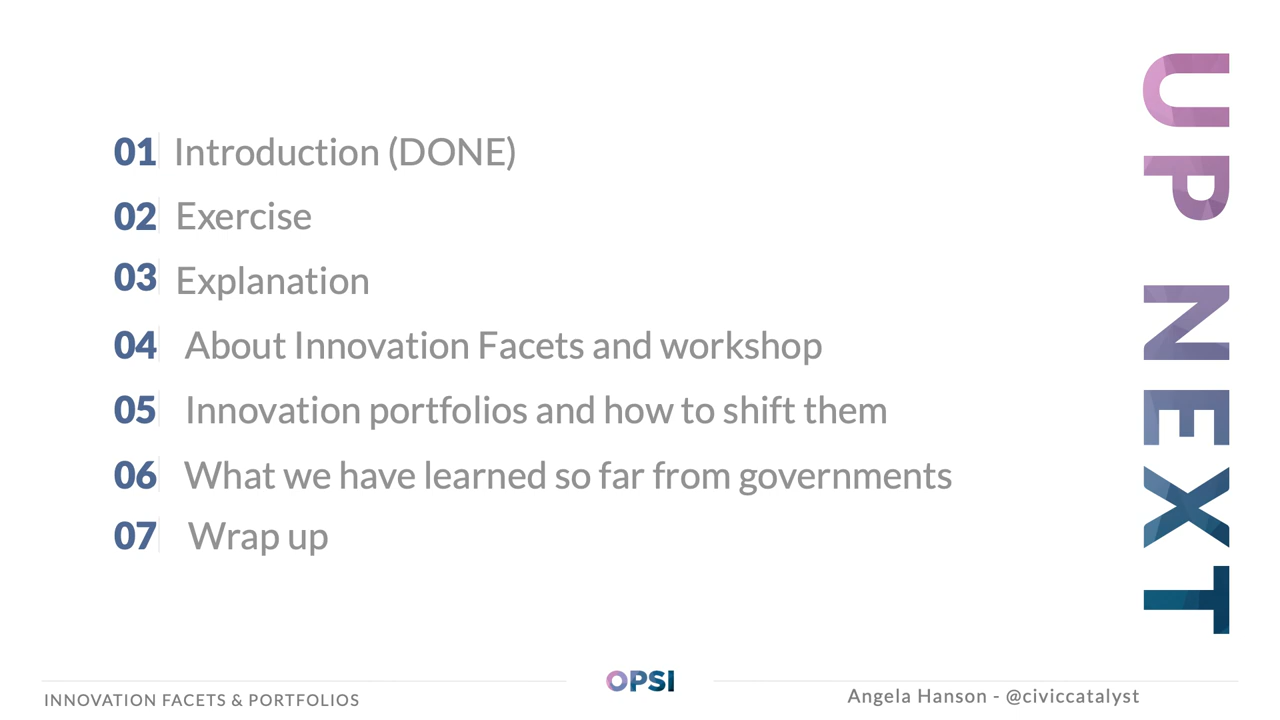 01 Introduction (DONE)
02 Exercise
03 Explanation
04 About Innovation Facets and workshop
05 Innovation portfolios and how to shift them
06 What we have learned so far from governments
07 Wrap up
UP NEXT
INNOVATION FACETS & PORTFOLIOS
OPSI
Angela Hanson - @civiccatalyst